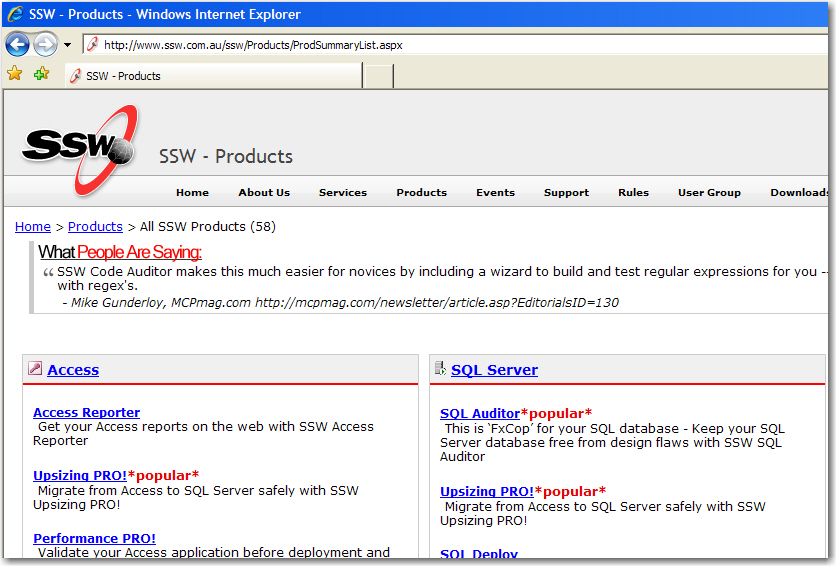 SSW - Products - Windows Internet Explorer
http://www.ssw.com.au/ssw/Products/ProdSummaryList.aspx
SSW - Products
SSW
SSW - Products
Home About Us Services Products Events Support Rules User Group Downloads
Home > Products > All SSW Products (58)
What People Are Saying:
“ SSW Code Auditor makes this much easier for novices by including a wizard to build and test regular expressions for you --
with regex's.
- Mike Gunderloy, MCPmag.com http://mcpmag.com/newsletter/article.asp?EditorialsID=130
Access
Access Reporter
Get your Access reports on the web with SSW Access
Reporter
Upsizing PRO!*popular*
Migrate from Access to SQL Server safely with SSW
Upsizing PRO!
Performance PRO!
Validate your Access application before deployment and
SQL Server
SQL Auditor*popular*
This is ‘FxCop’ for your SQL database - Keep your SQL
Server database free from design flaws with SSW SQL
Auditor
Upsizing PRO!*popular*
Migrate from Access to SQL Server safely with SSW
Upsizing PRO!
SQL Deploy